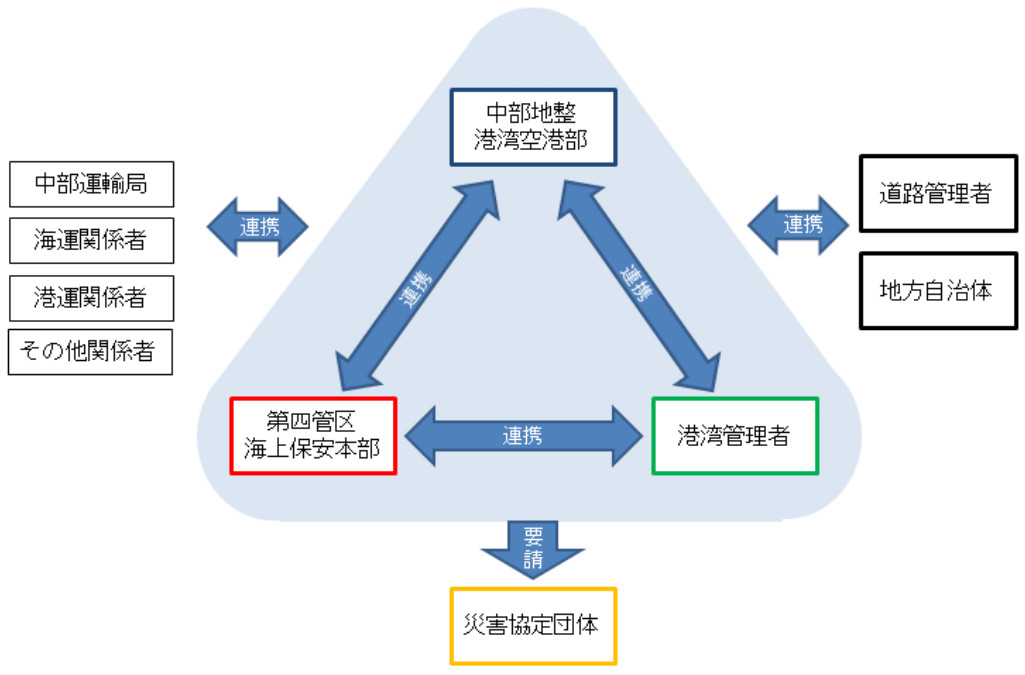 中部地整
港湾空港部
中部運輸局
海運関係者
港運関係者
その他関係者
連携
連携
道路管理者
地方自治体
連携
連携
第四管区
海上保安本部
連携
港湾管理者
要
請
災害協定団体